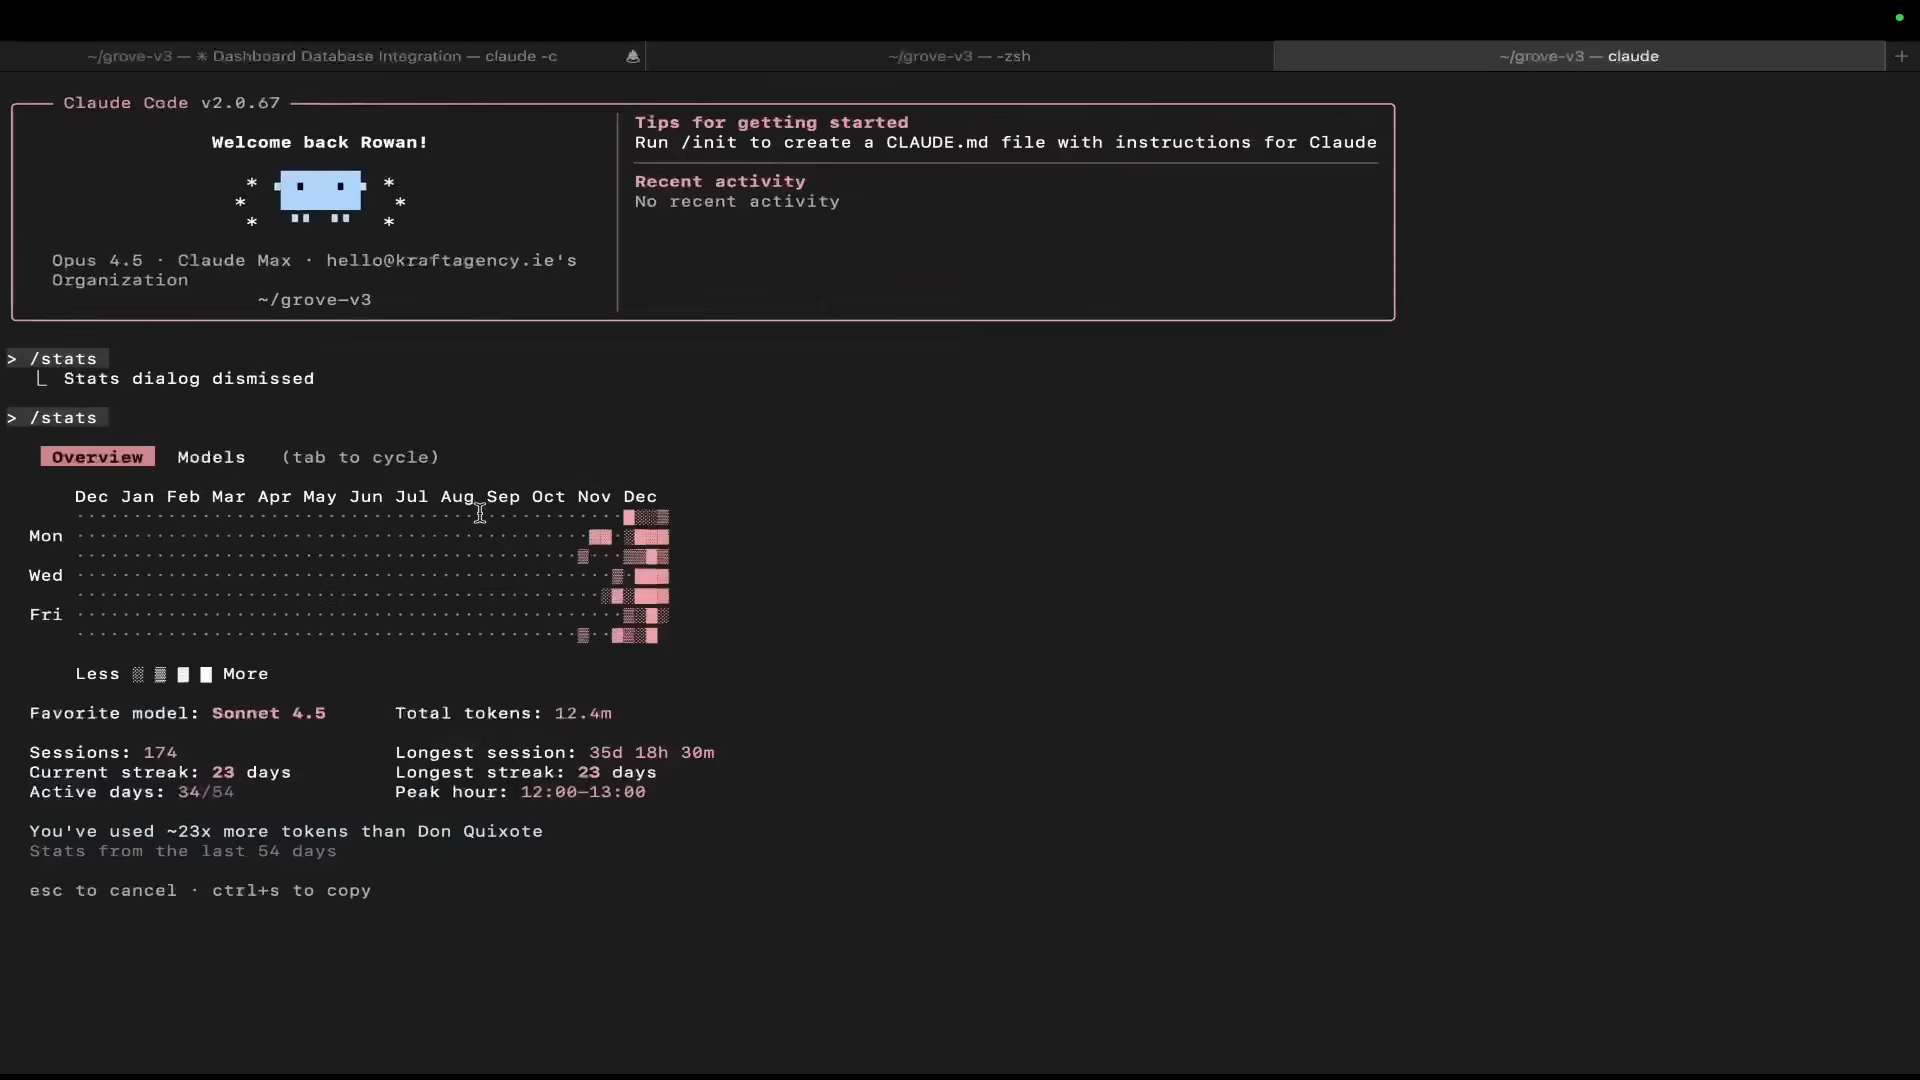 ~/grove-v3 — ✳ Dashboard Database Integration — claude -c
~/grove-v3 — -zsh
~/grove-v3 — claude
+
Claude Code v2.0.67
Welcome back Rowan!
* *
* *
* *
Opus 4.5 · Claude Max · hello@kraftagency.ie's
Organization
~/grove-v3
Tips for getting started
Run /init to create a CLAUDE.md file with instructions for Claude
Recent activity
No recent activity
> /stats
⎿ Stats dialog dismissed
> /stats
Overview Models (tab to cycle)
Dec Jan Feb Mar Apr May Jun Jul Aug Sep Oct Nov Dec
Mon
Wed
Fri
Less ░ ▒ ▓ █ More
Favorite model: Sonnet 4.5 Total tokens: 12.4m
Sessions: 174 Longest session: 35d 18h 30m
Current streak: 23 days Longest streak: 23 days
Active days: 34/54 Peak hour: 12:00-13:00
You've used ~23x more tokens than Don Quixote
Stats from the last 54 days
esc to cancel · ctrl+s to copy